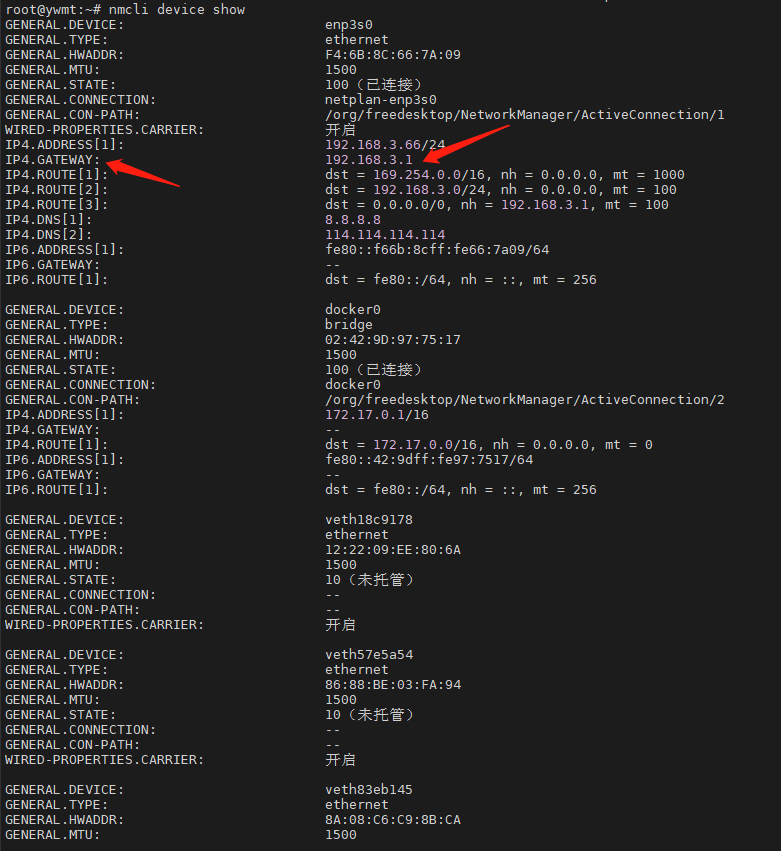 root@ywmt:~# nmcli device show
GENERAL.DEVICE: enp3s0
GENERAL.TYPE: ethernet
GENERAL.HWADDR: F4:6B:8C:66:7A:09
GENERAL.MTU: 1500
GENERAL.STATE: 100（已连接）
GENERAL.CONNECTION: netplan-enp3s0
GENERAL.CON-PATH: /org/freedesktop/NetworkManager/ActiveConnection/1
WIRED-PROPERTIES.CARRIER: 开启
IP4.ADDRESS[1]: 192.168.3.66/24
IP4.GATEWAY: 192.168.3.1
IP4.ROUTE[1]: dst = 169.254.0.0/16, nh = 0.0.0.0, mt = 1000
IP4.ROUTE[2]: dst = 192.168.3.0/24, nh = 0.0.0.0, mt = 100
IP4.ROUTE[3]: dst = 0.0.0.0/0, nh = 192.168.3.1, mt = 100
IP4.DNS[1]: 8.8.8.8
IP4.DNS[2]: 114.114.114.114
IP6.ADDRESS[1]: fe80::f66b:8cff:fe66:7a09/64
IP6.GATEWAY: --
IP6.ROUTE[1]: dst = fe80::/64, nh = ::, mt = 256
GENERAL.DEVICE: docker0
GENERAL.TYPE: bridge
GENERAL.HWADDR: 02:42:9D:97:75:17
GENERAL.MTU: 1500
GENERAL.STATE: 100（已连接）
GENERAL.CONNECTION: docker0
GENERAL.CON-PATH: /org/freedesktop/NetworkManager/ActiveConnection/2
IP4.ADDRESS[1]: 172.17.0.1/16
IP4.GATEWAY: --
IP4.ROUTE[1]: dst = 172.17.0.0/16, nh = 0.0.0.0, mt = 0
IP6.ADDRESS[1]: fe80::42:9dff:fe97:7517/64
IP6.GATEWAY: --
IP6.ROUTE[1]: dst = fe80::/64, nh = ::, mt = 256
GENERAL.DEVICE: veth18c9178
GENERAL.TYPE: ethernet
GENERAL.HWADDR: 12:22:09:EE:80:6A
GENERAL.MTU: 1500
GENERAL.STATE: 10（未托管）
GENERAL.CONNECTION: --
GENERAL.CON-PATH: --
WIRED-PROPERTIES.CARRIER: 开启
GENERAL.DEVICE: veth57e5a54
GENERAL.TYPE: ethernet
GENERAL.HWADDR: 86:88:BE:03:FA:94
GENERAL.MTU: 1500
GENERAL.STATE: 10（未托管）
GENERAL.CONNECTION: --
GENERAL.CON-PATH: --
WIRED-PROPERTIES.CARRIER: 开启
GENERAL.DEVICE: veth83eb145
GENERAL.TYPE: ethernet
GENERAL.HWADDR: 8A:08:C6:C9:8B:CA
GENERAL.MTU: 1500